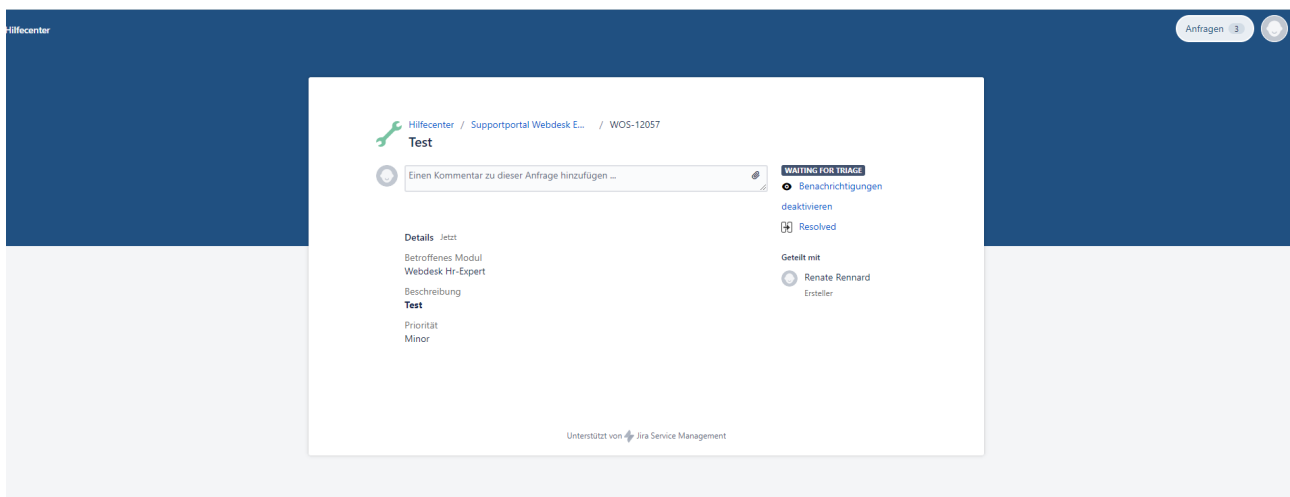 Hilfecenter
Anfragen 3
Hilfecenter / Supportportal Webdesk E... / WOS-12057
Test
Einen Kommentar zu dieser Anfrage hinzufügen ...
WAITING FOR TRIAGE
Benachrichtigungen
deaktivieren
Resolved
Details Jetzt
Betroffenes Modul
Webdesk Hr-Expert
Beschreibung
Test
Priorität
Minor
Geteilt mit
Renate Rennard
Ersteller
Unterstützt von Jira Service Management